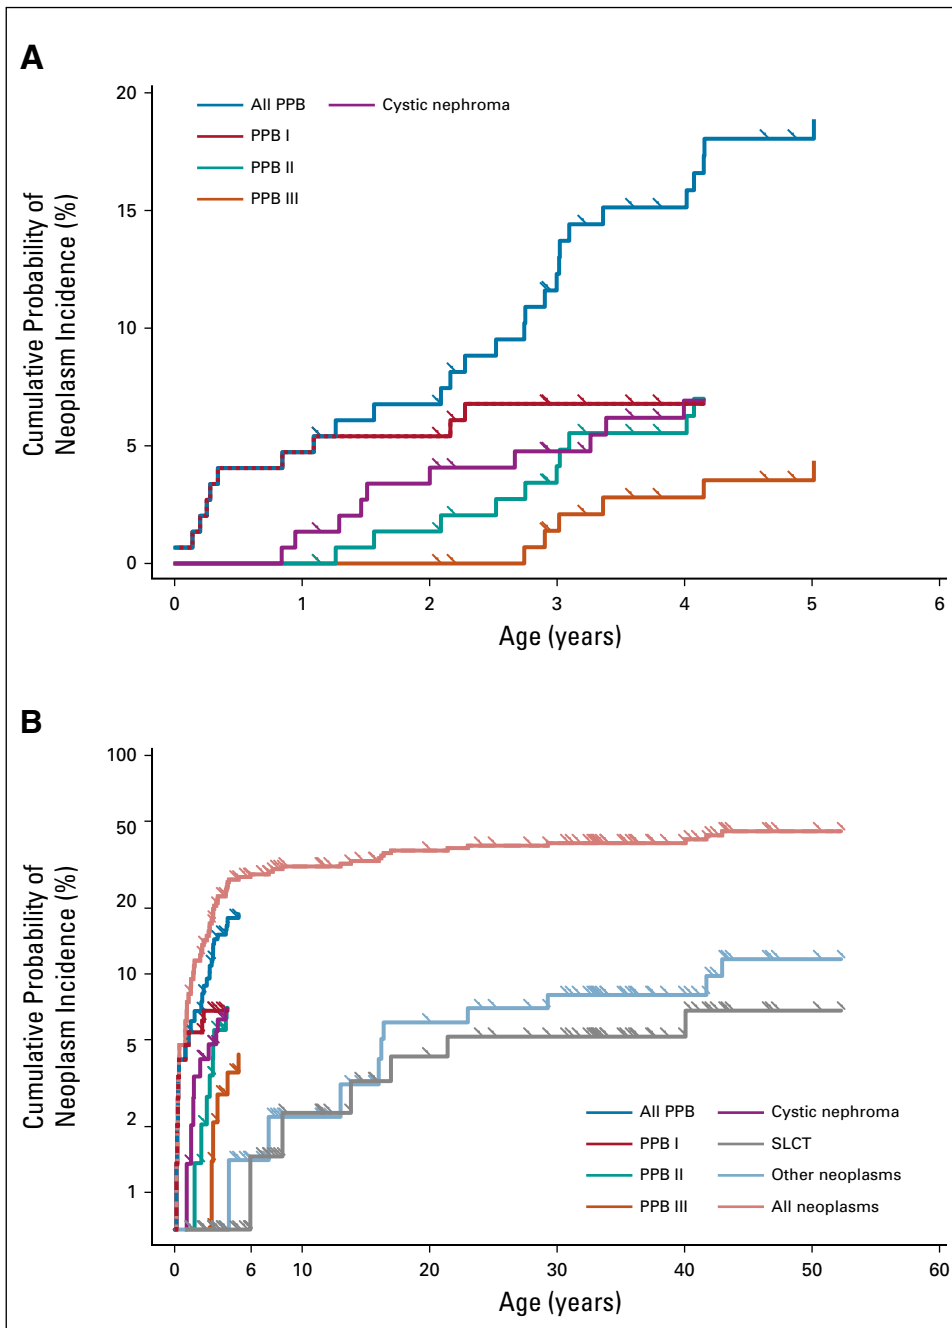 A
Cumulative Probability of
Neoplasm Incidence (%)
20
15
10
5
0
All PPB
Cystic nephroma
PPB I
PPB II
PPB III
0 1 2 3 4 5 6
Age (years)
B
Cumulative Probability of
Neoplasm Incidence (%)
100
50
20
10
5
2
1
All PPB
Cystic nephroma
PPB I
SLCT
PPB II
Other neoplasms
PPB III
All neoplasms
0 6 10 20 30 40 50 60
Age (years)